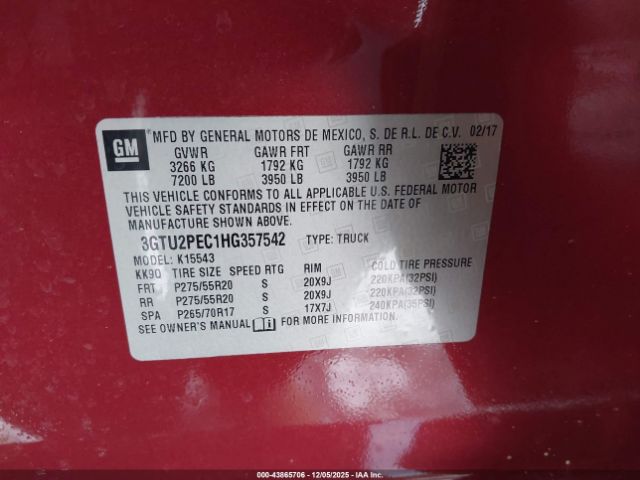 GM
MFD BY GENERAL MOTORS DE MEXICO, S. DE R.L. DE C.V. 02/17
GVWR GAWR FRT GAWR RR
3266 KG 1792 KG 1792 KG
7200 LB 3950 LB 3950 LB
THIS VEHICLE CONFORMS TO ALL APPLICABLE U.S. FEDERAL MOTOR
VEHICLE SAFETY STANDARDS IN EFFECT ON THE DATE OF
MANUFACTURE SHOWN ABOVE.
3GTU2PEC1HG357542 TYPE: TRUCK
MODEL: K15543
KK9O TIRE SIZE SPEED RTG RIM COLD TIRE PRESSURE
FRT P275/55R20 S 20X9J 220KPA(32PSI)
RR P275/55R20 S 20X9J 220KPA(32PSI)
SPA P265/70R17 S 17X7J 240KPA(35PSI)
SEE OWNER'S MANUAL FOR MORE INFORMATION.
000-43865706 - 12/05/2025 - IAA Inc.